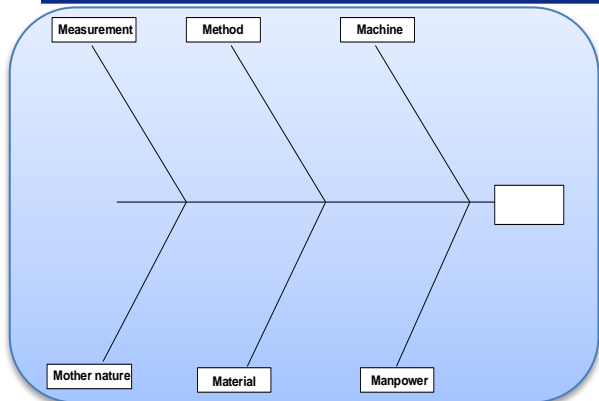 Measurement
Method
Machine
Mother nature
Material
Manpower